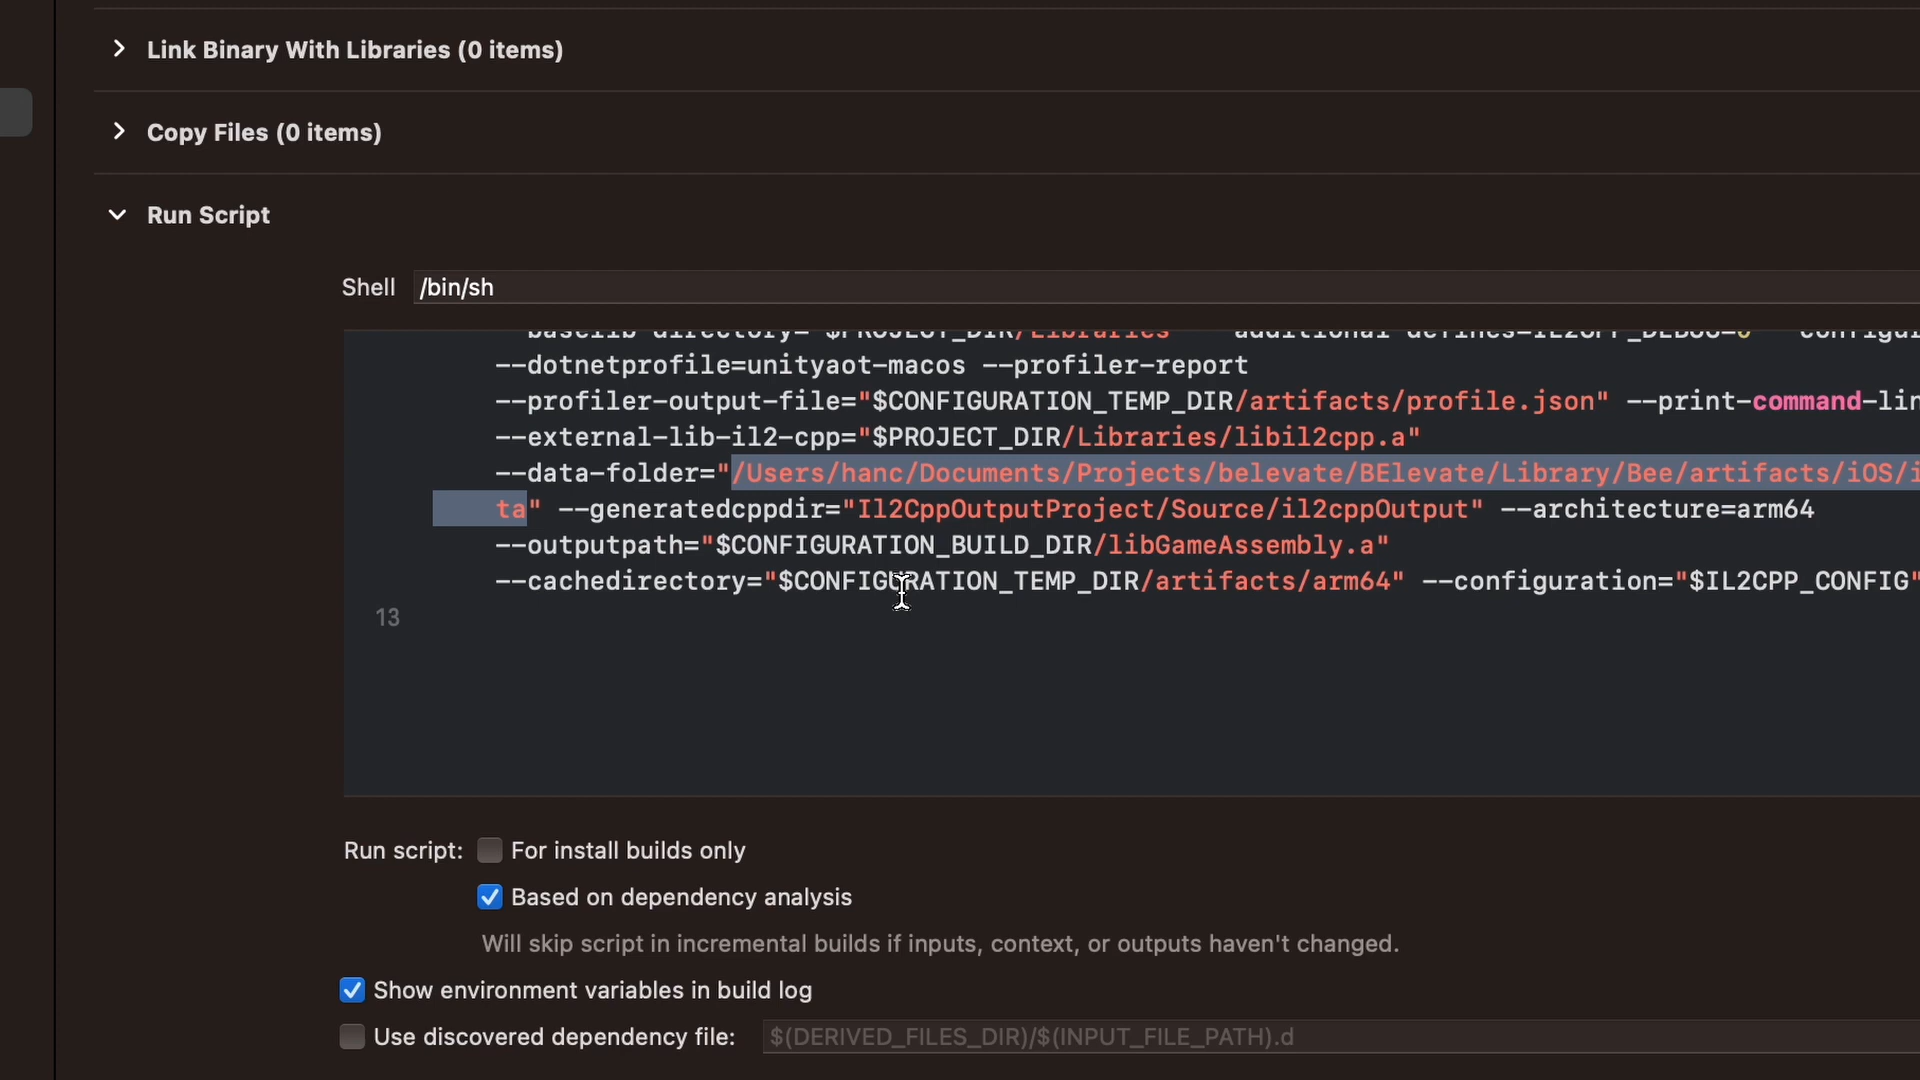 Link Binary With Libraries (0 items)
Copy Files (0 items)
Run Script
Shell /bin/sh
--dotnetprofile=unityaot-macos --profiler-report
--profiler-output-file="$CONFIGURATION_TEMP_DIR/artifacts/profile.json" --print-command-lin
--external-lib-il2-cpp="$PROJECT_DIR/Libraries/libil2cpp.a"
--data-folder="/Users/hanc/Documents/Projects/belevate/BElevate/Library/Bee/artifacts/iOS/i
ta" --generatedcppdir="Il2CppOutputProject/Source/il2cppOutput" --architecture=arm64
--outputpath="$CONFIGURATION_BUILD_DIR/libGameAssembly.a"
--cachedirectory="$CONFIGURATION_TEMP_DIR/artifacts/arm64" --configuration="$IL2CPP_CONFIG"
13
Run script: For install builds only
Based on dependency analysis
Will skip script in incremental builds if inputs, context, or outputs haven't changed.
Show environment variables in build log
Use discovered dependency file: $(DERIVED_FILES_DIR)/$(INPUT_FILE_PATH).d